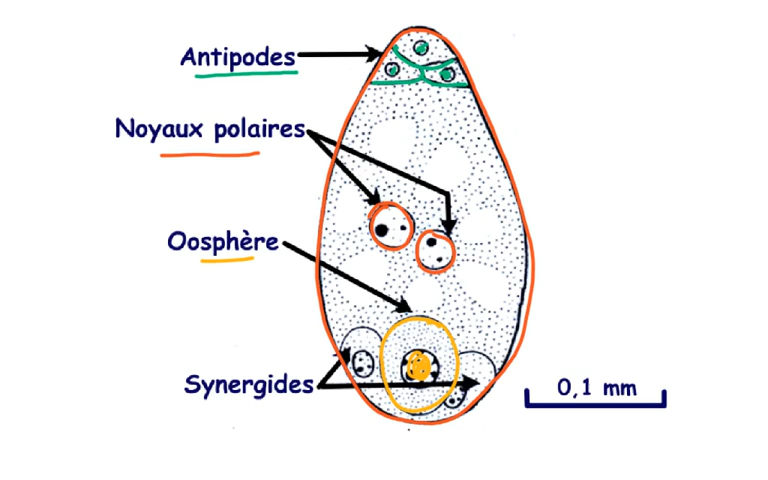 Antipodes
Noyaux polaires
Oosphère
Synergides
0,1 mm